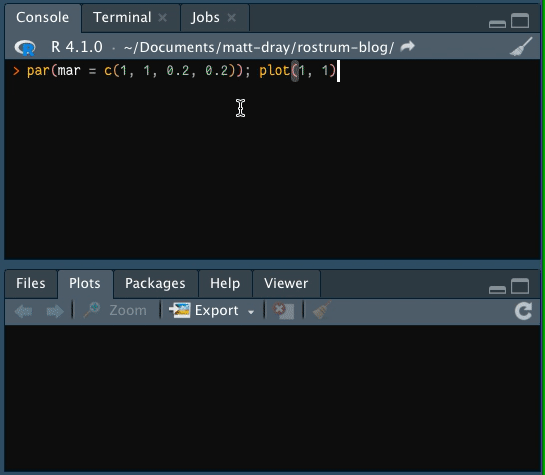 Console Terminal × Jobs ×
R 4.1.0 · ~/Documents/matt-dray/rostrum-blog/
> par(mar = c(1, 1, 0.2, 0.2)); plot(1, 1)
Files Plots Packages Help Viewer
Zoom Export